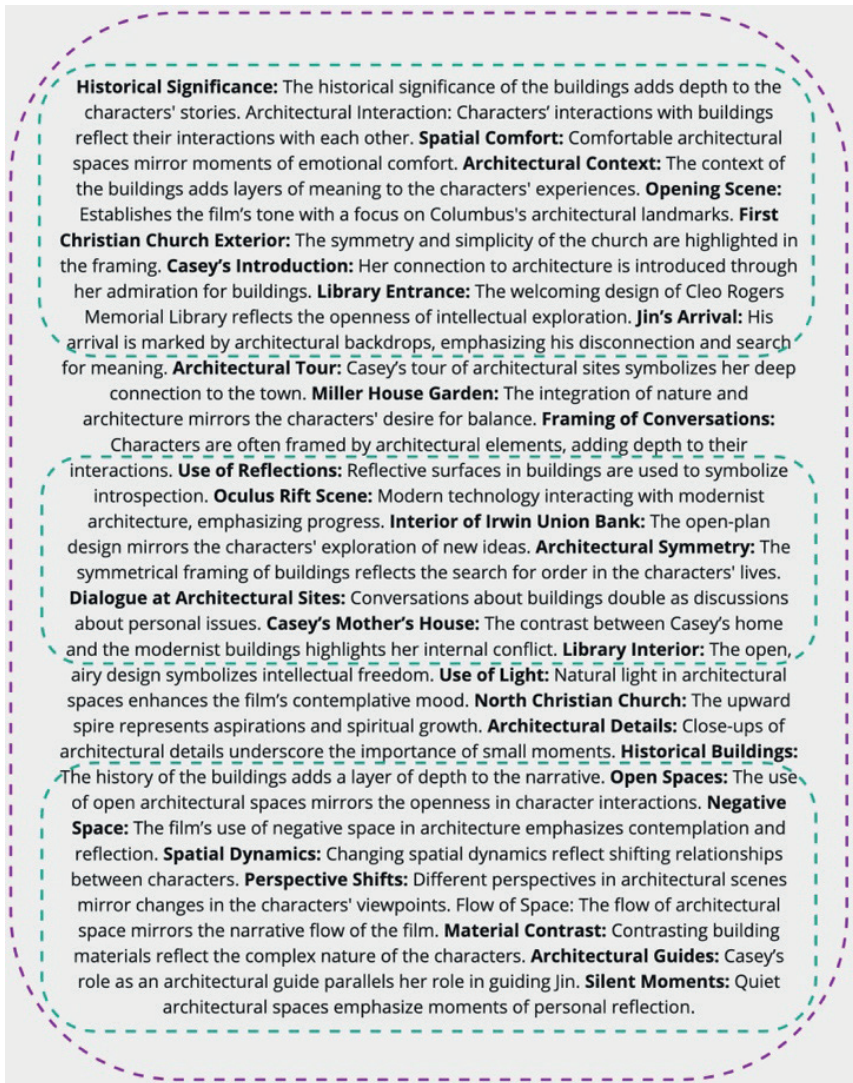 Historical Significance: The historical significance of the buildings adds depth to the
characters' stories. Architectural Interaction: Characters’ interactions with buildings
reflect their interactions with each other. Spatial Comfort: Comfortable architectural
spaces mirror moments of emotional comfort. Architectural Context: The context of
the buildings adds layers of meaning to the characters' experiences. Opening Scene:
Establishes the film’s tone with a focus on Columbus's architectural landmarks. First
Christian Church Exterior: The symmetry and simplicity of the church are highlighted in
the framing. Casey’s Introduction: Her connection to architecture is introduced through
her admiration for buildings. Library Entrance: The welcoming design of Cleo Rogers
Memorial Library reflects the openness of intellectual exploration. Jin’s Arrival: His
arrival is marked by architectural backdrops, emphasizing his disconnection and search
for meaning. Architectural Tour: Casey’s tour of architectural sites symbolizes her deep
connection to the town. Miller House Garden: The integration of nature and
architecture mirrors the characters' desire for balance. Framing of Conversations:
Characters are often framed by architectural elements, adding depth to their
interactions. Use of Reflections: Reflective surfaces in buildings are used to symbolize
introspection. Oculus Rift Scene: Modern technology interacting with modernist
architecture, emphasizing progress. Interior of Irwin Union Bank: The open-plan
design mirrors the characters' exploration of new ideas. Architectural Symmetry: The
symmetrical framing of buildings reflects the search for order in the characters' lives.
Dialogue at Architectural Sites: Conversations about buildings double as discussions
about personal issues. Casey’s Mother’s House: The contrast between Casey’s home
and the modernist buildings highlights her internal conflict. Library Interior: The open,
airy design symbolizes intellectual freedom. Use of Light: Natural light in architectural
spaces enhances the film’s contemplative mood. North Christian Church: The upward
spire represents aspirations and spiritual growth. Architectural Details: Close-ups of
architectural details underscore the importance of small moments. Historical Buildings:
The history of the buildings adds a layer of depth to the narrative. Open Spaces: The use
of open architectural spaces mirrors the openness in character interactions. Negative
Space: The film’s use of negative space in architecture emphasizes contemplation and
reflection. Spatial Dynamics: Changing spatial dynamics reflect shifting relationships
between characters. Perspective Shifts: Different perspectives in architectural scenes
mirror changes in the characters' viewpoints. Flow of Space: The flow of architectural
space mirrors the narrative flow of the film. Material Contrast: Contrasting building
materials reflect the complex nature of the characters. Architectural Guides: Casey’s
role as an architectural guide parallels her role in guiding Jin. Silent Moments: Quiet
architectural spaces emphasize moments of personal reflection.